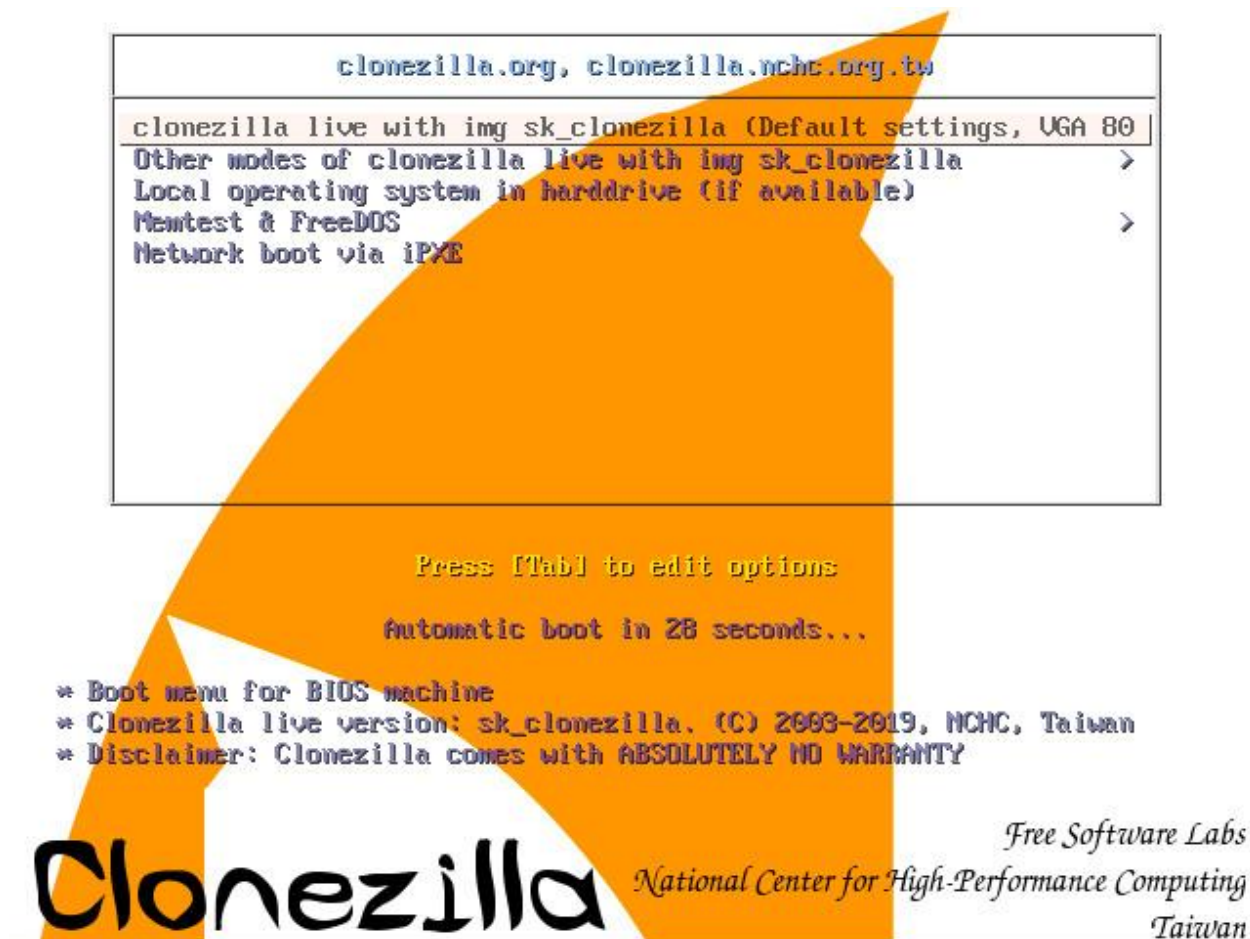 clonezilla.org, clonezilla.nchc.org.tw
clonezilla live with img sk_clonezilla (Default settings, VGA 80
Other modes of clonezilla live with img sk_clonezilla >
Local operating system in harddrive (if available)
Memtest & FreeDOS >
Network boot via iPXE
Press [Tab] to edit options
Automatic boot in 28 seconds...
* Boot menu for BIOS machine
* Clonezilla live version: sk_clonezilla. (C) 2003-2019, NCHC, Taiwan
* Disclaimer: Clonezilla comes with ABSOLUTELY NO WARRANTY
Free Software Labs
Clonezilla National Center for High-Performance Computing
Taiwan